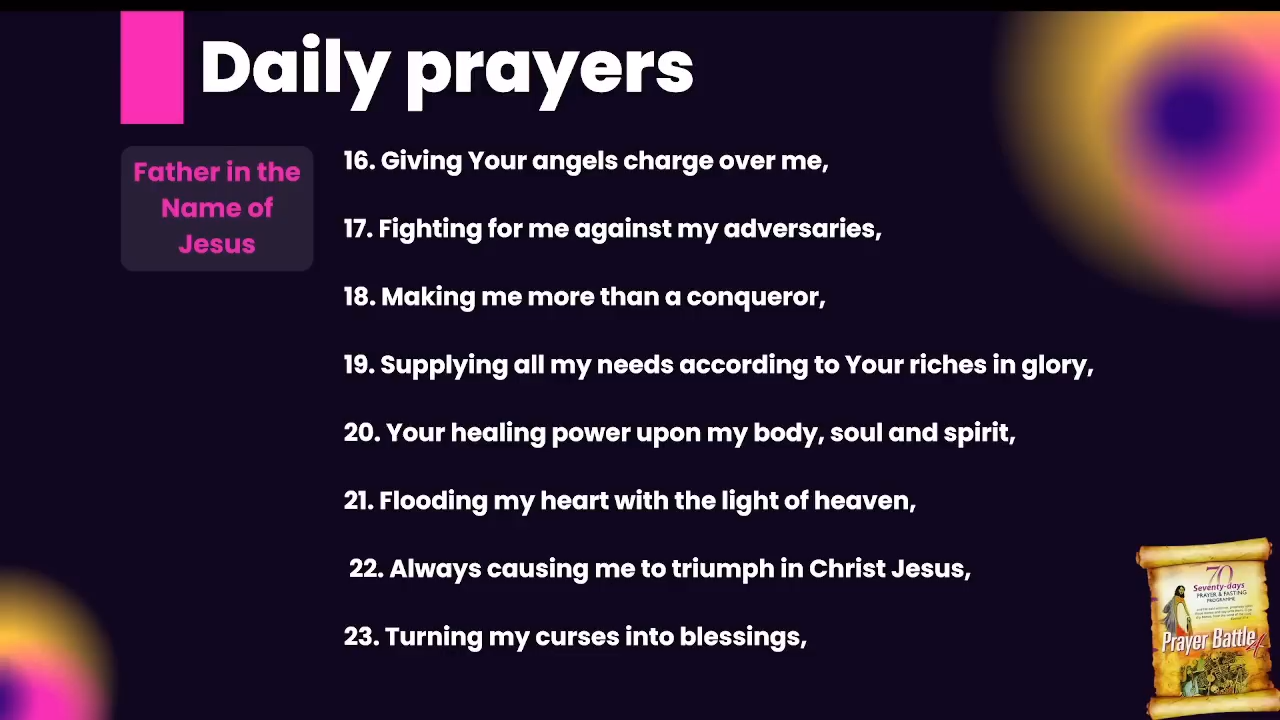 Daily prayers
Father in the
Name of
Jesus
16. Giving Your angels charge over me,
17. Fighting for me against my adversaries,
18. Making me more than a conqueror,
19. Supplying all my needs according to Your riches in glory,
20. Your healing power upon my body, soul and spirit,
21. Flooding my heart with the light of heaven,
22. Always causing me to triumph in Christ Jesus,
23. Turning my curses into blessings,
70
Seventy-days
PRAYER & FASTING
PROGRAMME
Prayer Battle